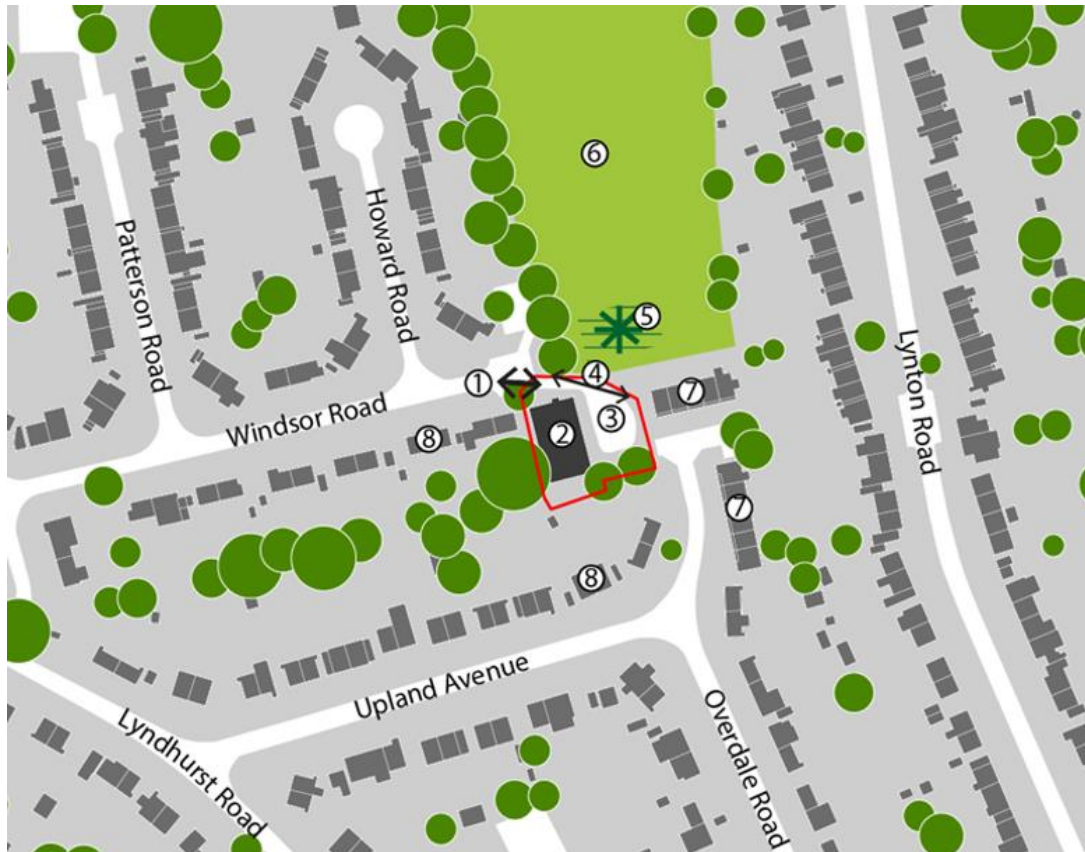 ⑥
Patterson Road
Howard Road
⑤
Lynton Road
①
④
⑦
Windsor Road
③
②
⑧
⑦
⑧
Upland Avenue
Lyndhurst Road
Overdale Road